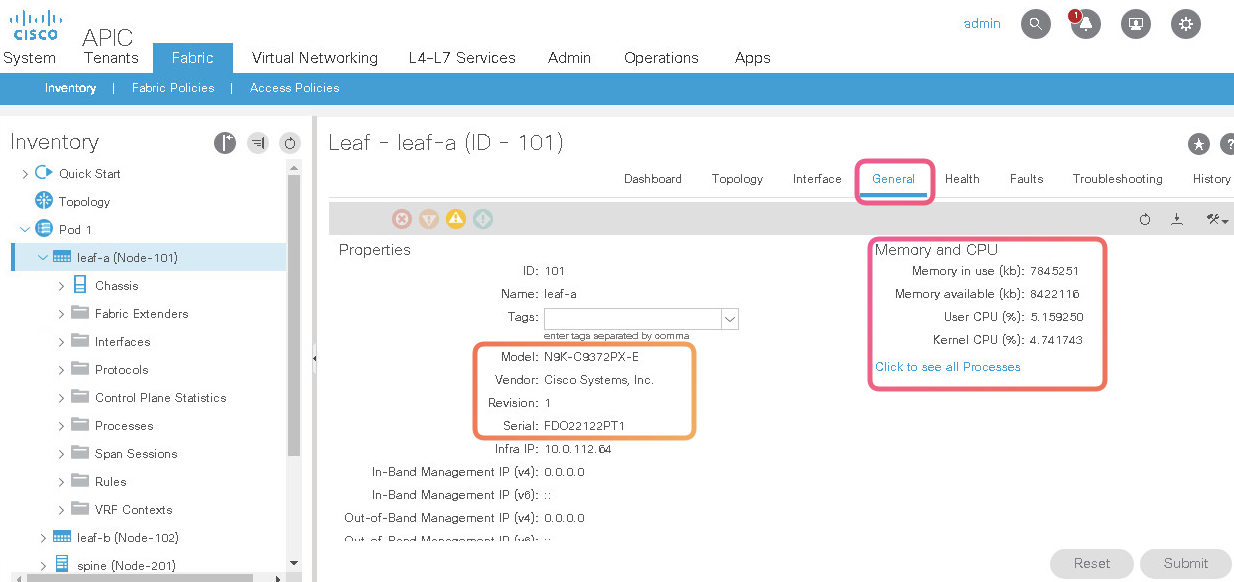 cisco
APIC
admin
1
System Tenants Fabric Virtual Networking L4-L7 Services Admin Operations Apps
Inventory | Fabric Policies | Access Policies
Inventory
Quick Start
Topology
Pod 1
leaf-a (Node-101)
Chassis
Fabric Extenders
Interfaces
Protocols
Control Plane Statistics
Processes
Span Sessions
Rules
VRF Contexts
leaf-b (Node-102)
spine (Node-201)
Leaf - leaf-a (ID - 101)
Dashboard Topology Interface General Health Faults Troubleshooting History
Properties
ID: 101
Name: leaf-a
Tags:
enter tags separated by comma
Model: N9K-C9372PX-E
Vendor: Cisco Systems, Inc.
Revision: 1
Serial: FDO22122PT1
Infra IP: 10.0.112.64
In-Band Management IP (v4): 0.0.0.0
In-Band Management IP (v6): ::
Out-of-Band Management IP (v4): 0.0.0.0
Out-of-Band Management IP (v6): ::
Memory and CPU
Memory in use (kb): 7845251
Memory available (kb): 8422116
User CPU (%): 5.159250
Kernel CPU (%): 4.741743
Click to see all Processes
Reset Submit